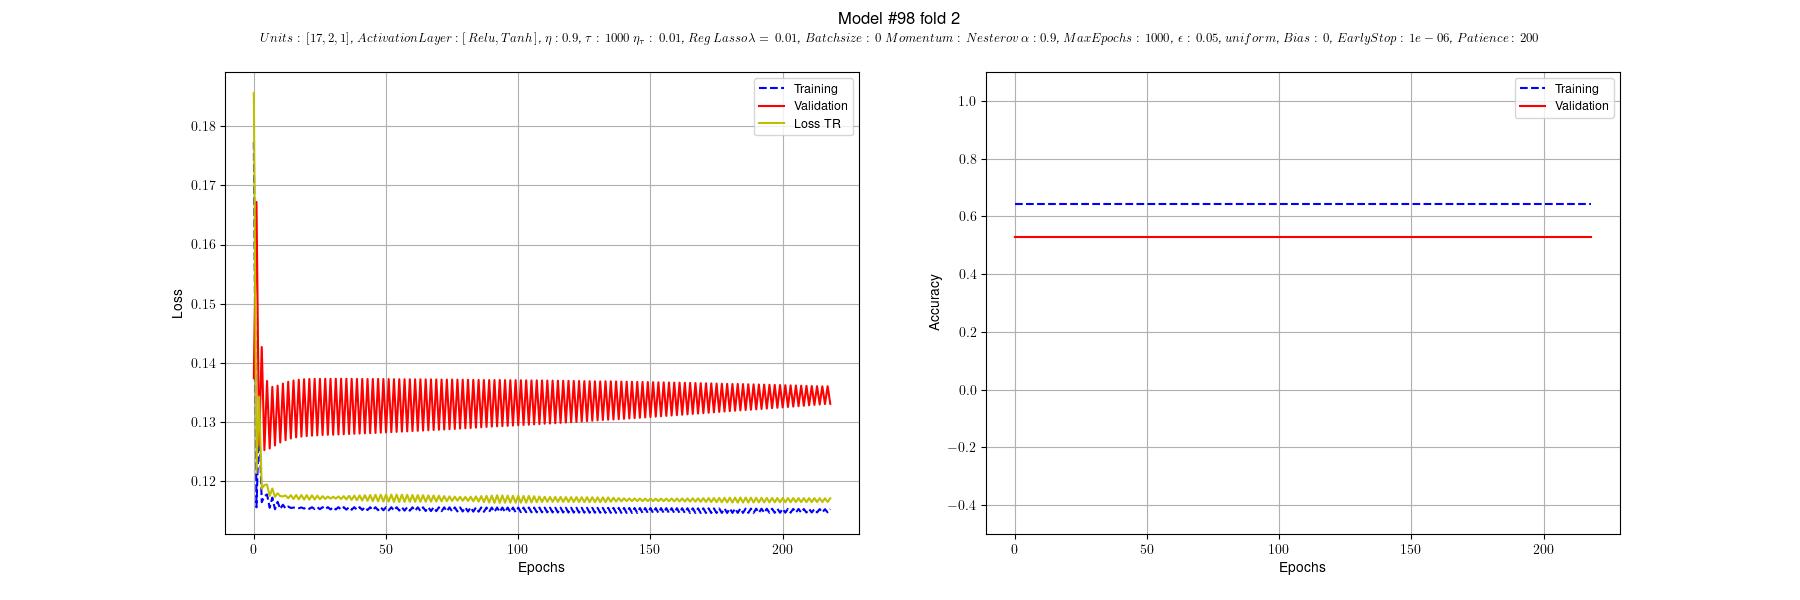 Model #98 fold 2
Units : [17, 2, 1], ActivationLayer : [ Relu, Tanh ], η : 0.9, τ : 1000 ητ : 0.01, Reg Lassoλ = 0.01, Batchsize : 0 Momentum : Nesterov α : 0.9, MaxEpochs : 1000, ϵ : 0.05, uniform, Bias : 0, EarlyStop : 1e − 06, Patience : 200
Training
Validation
Loss TR
0.18
0.17
0.16
0.15
0.14
0.13
0.12
Loss
0 50 100 150 200
Epochs
Training
Validation
1.0
0.8
0.6
0.4
0.2
0.0
−0.2
−0.4
Accuracy
0 50 100 150 200
Epochs